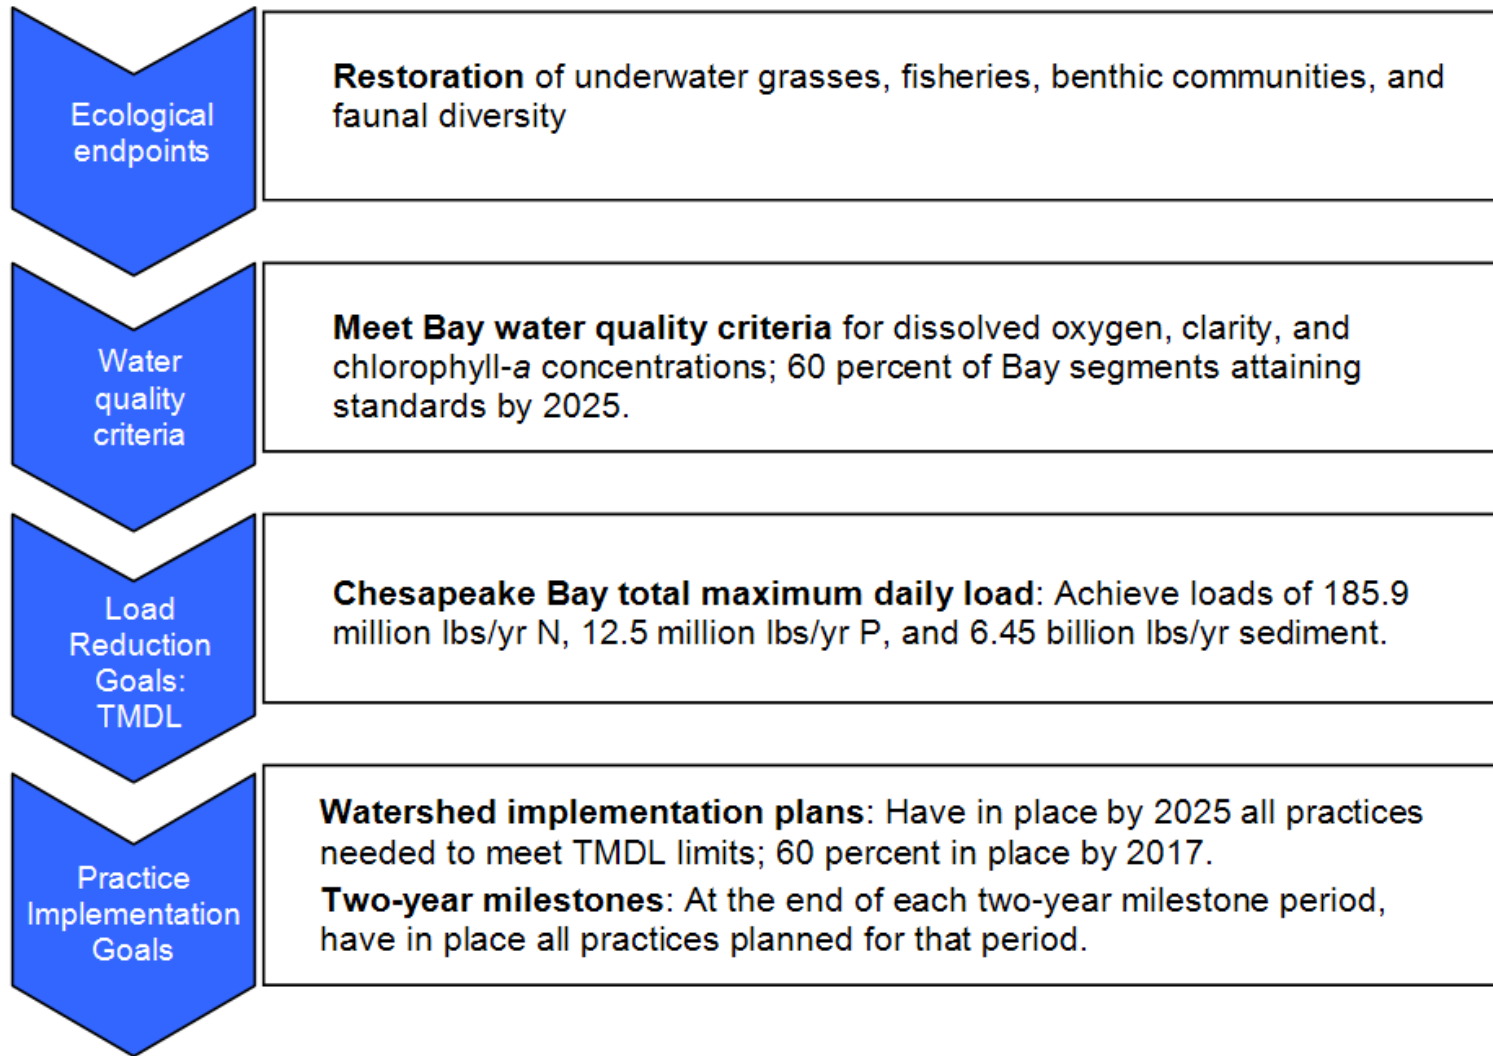 Ecological
endpoints
Restoration of underwater grasses, fisheries, benthic communities, and
faunal diversity
Water
quality
criteria
Meet Bay water quality criteria for dissolved oxygen, clarity, and
chlorophyll-a concentrations; 60 percent of Bay segments attaining
standards by 2025.
Load
Reduction
Goals:
TMDL
Chesapeake Bay total maximum daily load: Achieve loads of 185.9
million lbs/yr N, 12.5 million lbs/yr P, and 6.45 billion lbs/yr sediment.
Practice
Implementation
Goals
Watershed implementation plans: Have in place by 2025 all practices
needed to meet TMDL limits; 60 percent in place by 2017.
Two-year milestones: At the end of each two-year milestone period,
have in place all practices planned for that period.